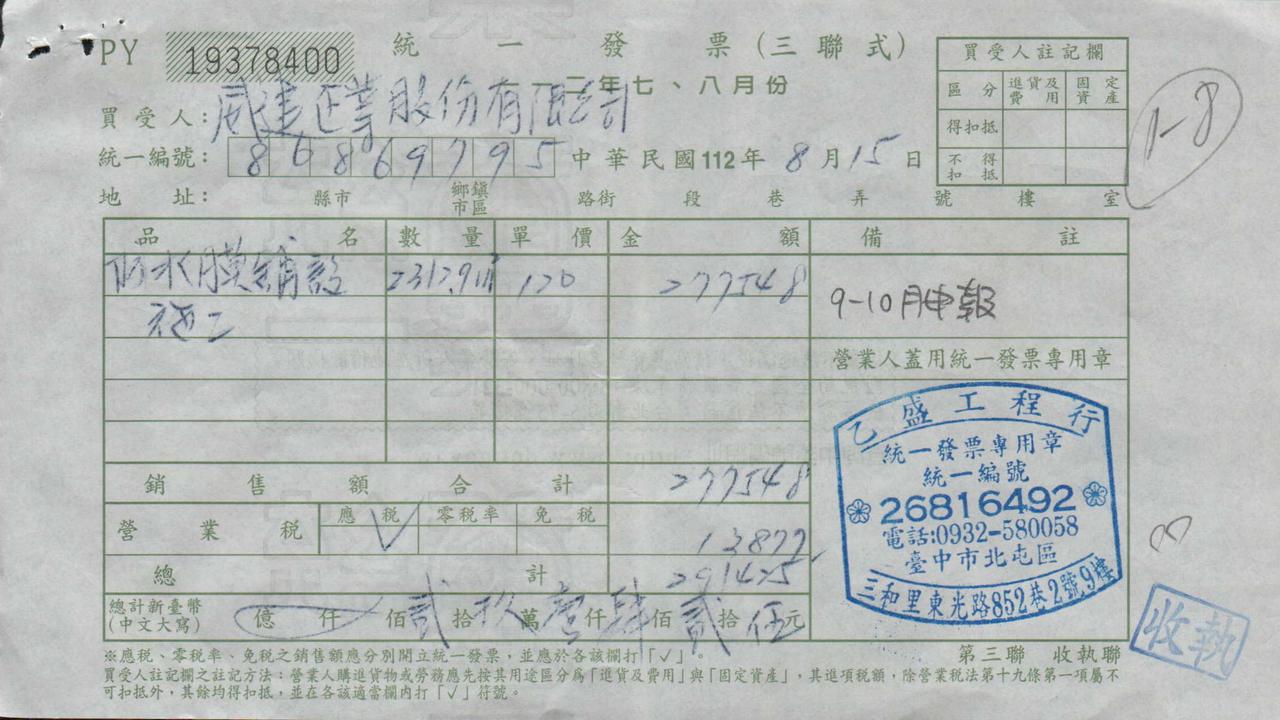 PY 19378400 統一發票(三聯式)
一一二年七、八月份
買受人: 威建企業股份有限公司
統一編號: 86869795 中華民國112年8月15日
地址: 縣市 鄉鎮市區 路街 段 巷 弄 號 樓 室
買受人註記欄
區分 進貨及費用 固定資產
得扣抵
不得扣抵
1-8
品名 數量 單價 金額 備註
防水膜鋪設 2312.9㎡ 120 277548
施工
9-10月申報
營業人蓋用統一發票專用章
銷售額合計 277548
營業稅 應稅 ✓ 零稅率 免稅 13877
總計 291425
總計新臺幣(中文大寫) 億 仟 佰 貳拾 玖萬 壹仟 肆佰 貳拾 伍元
乙盛工程行
統一發票專用章
統一編號
26816492
電話:0932-580058
臺中市北屯區
三和里東光路852巷2號9樓
※應稅、零稅率、免稅之銷售額應分別開立統一發票,並應於各該欄打「✓」。
第三聯 收執聯
收執
買受人註記欄之註記方法:營業人購進貨物或勞務應先按其用途區分為「進貨及費用」與「固定資產」,其進項稅額,除營業稅法第十九條第一項屬不
可扣抵外,其餘均得扣抵,並在各該適當欄內打「✓」符號。